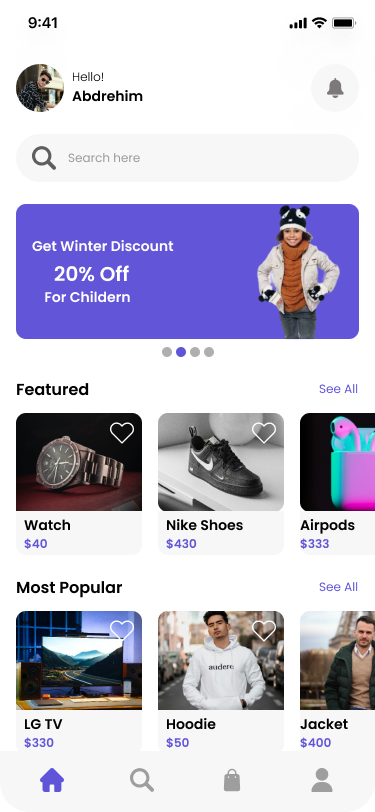 9:41
Hello!
Abdrehim
Search here
Get Winter Discount
20% Off
For Childern
Featured
See All
Watch
$40
Nike Shoes
$430
Airpods
$333
Most Popular
See All
audere.
LG TV
$330
Hoodie
$50
Jacket
$400